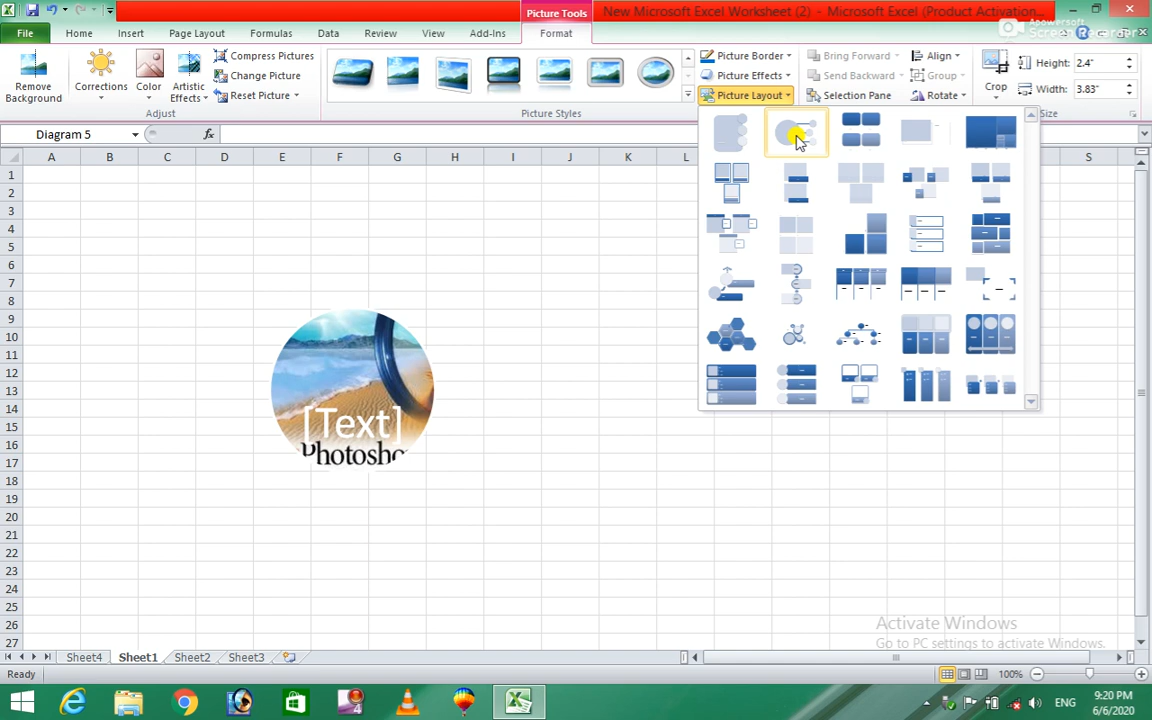 Picture Tools
New Microsoft Excel Worksheet (2) - Microsoft Excel (Product Activation...
Apowersoft
Screen Recorder
File Home Insert Page Layout Formulas Data Review View Add-Ins Format
Remove Background
Corrections
Color
Artistic Effects
Compress Pictures
Change Picture
Reset Picture
Adjust
Picture Styles
Picture Border
Picture Effects
Picture Layout
Bring Forward
Send Backward
Selection Pane
Align
Group
Rotate
Crop
Height: 2.4"
Width: 3.83"
Size
Diagram 5
fx
A B C D E F G H I J K L S
1
2
3
4
5
6
7
8
9
10
11
12
13
14
15
16
17
18
19
20
21
22
23
24
25
26
27
[Text]
Photosho
Activate Windows
Go to PC settings to activate Windows.
Sheet4 Sheet1 Sheet2 Sheet3
Ready
100%
ENG
9:20 PM
6/6/2020